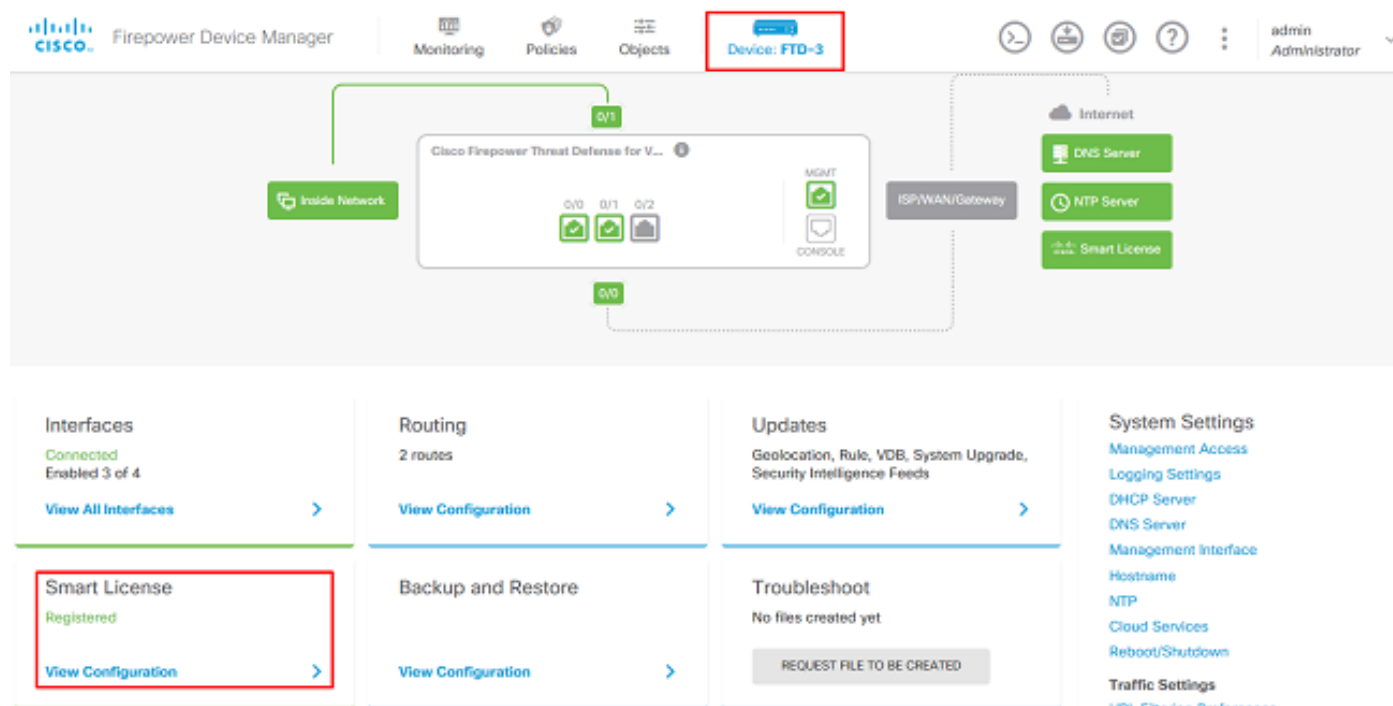 CISCO
Firepower Device Manager
Monitoring
Policies
Objects
Device: FTD-3
>_
?
admin
Administrator
0/1
Internet
Cisco Firepower Threat Defense for V...
DNS Server
MGMT
Inside Network
0/0 0/1 0/2
ISP/WAN/Gateway
NTP Server
CONSOLE
Smart License
0/0
Interfaces
Connected
Enabled 3 of 4
View All Interfaces
Routing
2 routes
View Configuration
Updates
Geolocation, Rule, VDB, System Upgrade,
Security Intelligence Feeds
View Configuration
Smart License
Registered
View Configuration
Backup and Restore
View Configuration
Troubleshoot
No files created yet
REQUEST FILE TO BE CREATED
System Settings
Management Access
Logging Settings
DHCP Server
DNS Server
Management Interface
Hostname
NTP
Cloud Services
Reboot/Shutdown
Traffic Settings